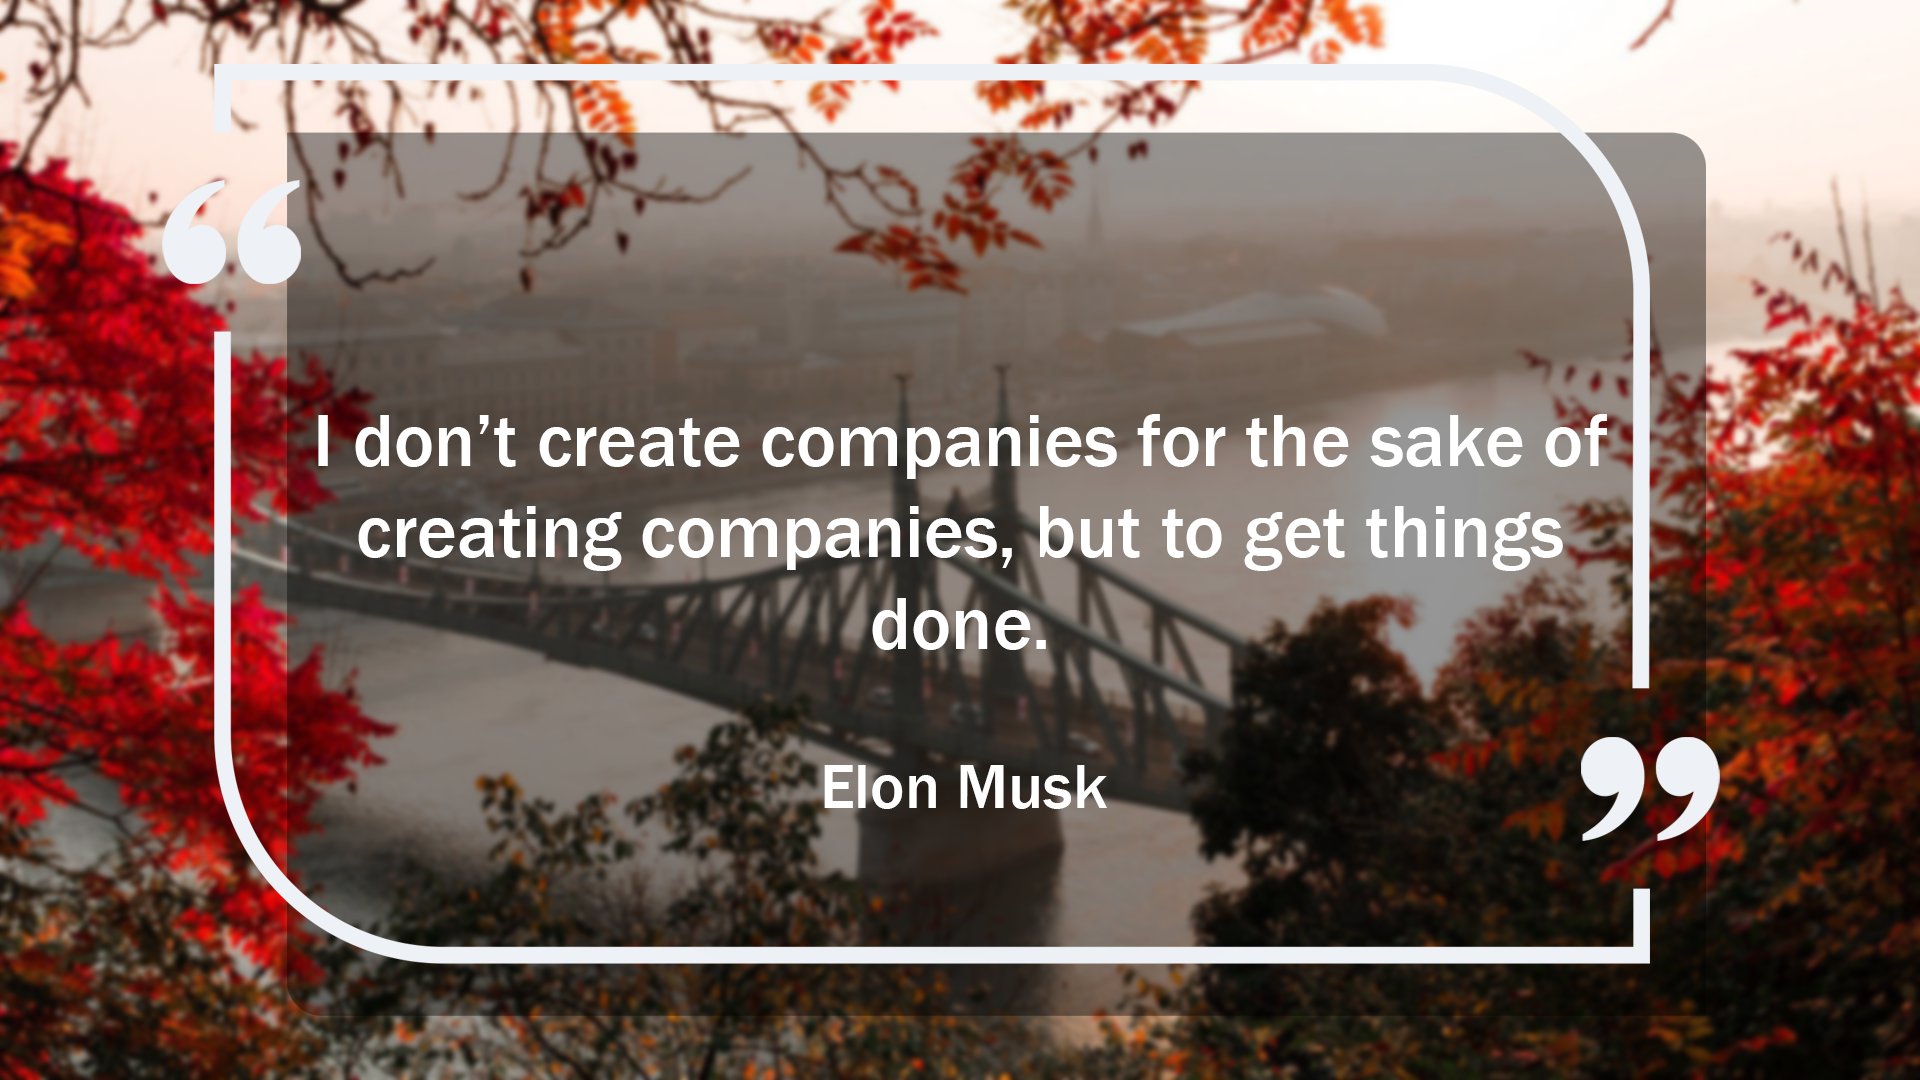 I don’t create companies for the sake of
creating companies, but to get things
done.
Elon Musk